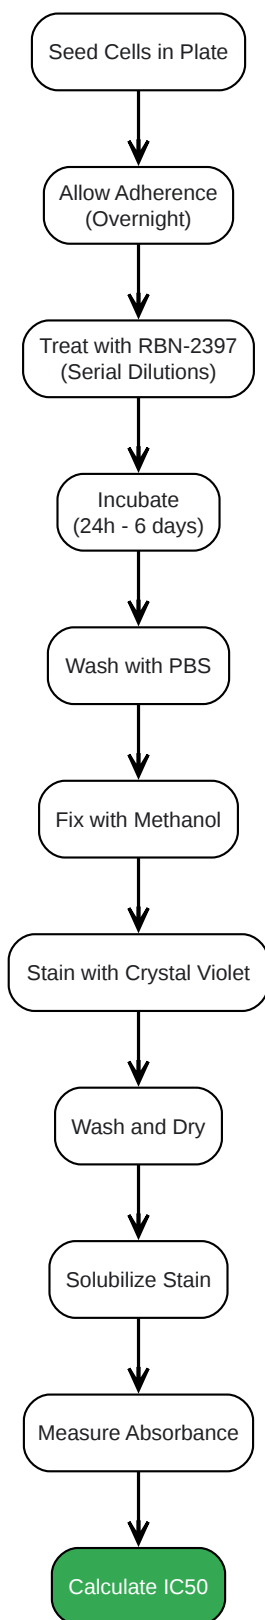 Seed Cells in Plate
Allow Adherence
(Overnight)
Treat with RBN-2397
(Serial Dilutions)
Incubate
(24h - 6 days)
Wash with PBS
Fix with Methanol
Stain with Crystal Violet
Wash and Dry
Solubilize Stain
Measure Absorbance
Calculate IC50